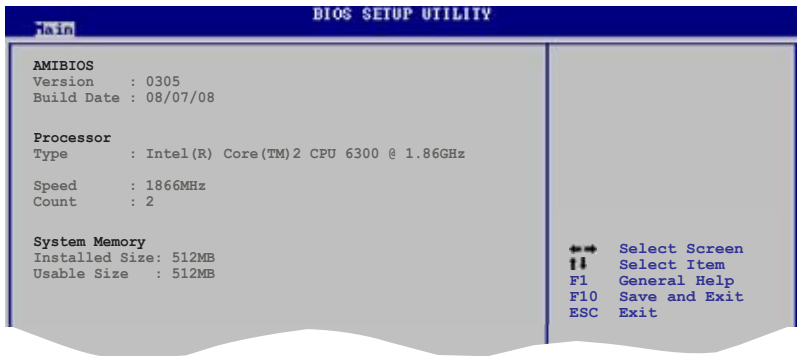 BIOS SETUP UTILITY
Main
AMIBIOS
Version : 0305
Build Date : 08/07/08
Processor
Type : Intel(R) Core(TM)2 CPU 6300 @ 1.86GHz
Speed : 1866MHz
Count : 2
System Memory
Installed Size: 512MB
Usable Size : 512MB
←→ Select Screen
↑↓ Select Item
F1 General Help
F10 Save and Exit
ESC Exit